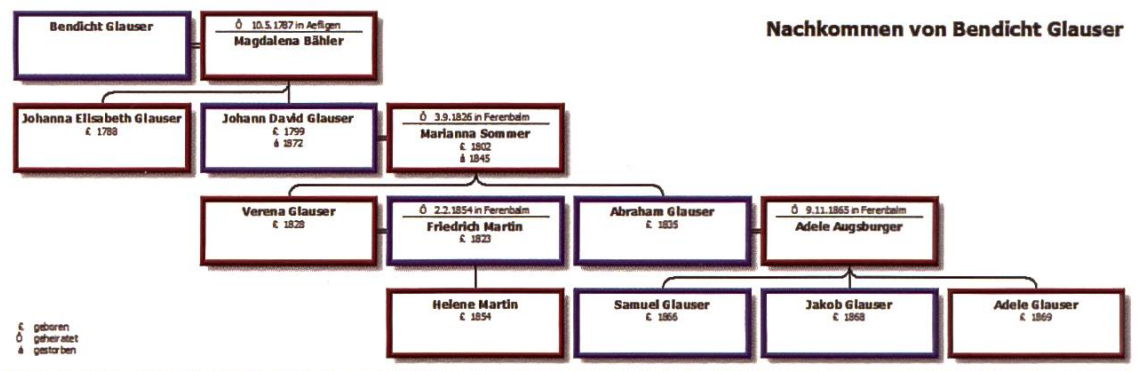 Nachkommen von Bendicht Glauser
Bendicht Glauser
Ô 10.5.1787 in Aefligen
Magdalena Bähler
Johanna Elisabeth Glauser
£ 1788
Johann David Glauser
£ 1799
â 1872
Ô 3.9.1826 in Ferenbalm
Marianna Sommer
£ 1802
â 1845
Verena Glauser
£ 1828
Ô 2.2.1854 in Ferenbalm
Friedrich Martin
£ 1823
Abraham Glauser
£ 1835
Ô 9.11.1865 in Ferenbalm
Adele Augsburger
Helene Martin
£ 1854
Samuel Glauser
£ 1866
Jakob Glauser
£ 1868
Adele Glauser
£ 1869
£ geboren
Ô geheiratet
â gestorben